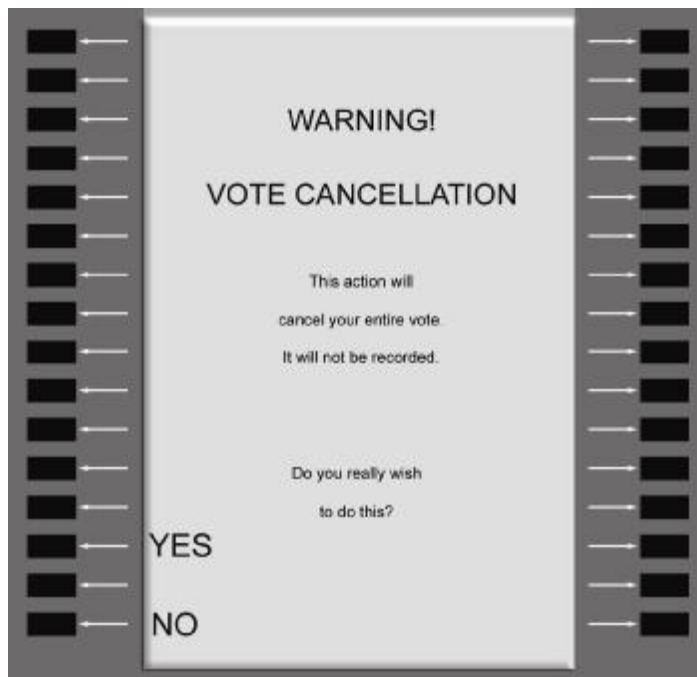 WARNING!
VOTE CANCELLATION
This action will
cancel your entire vote.
It will not be recorded.
Do you really wish
to do this?
YES
NO